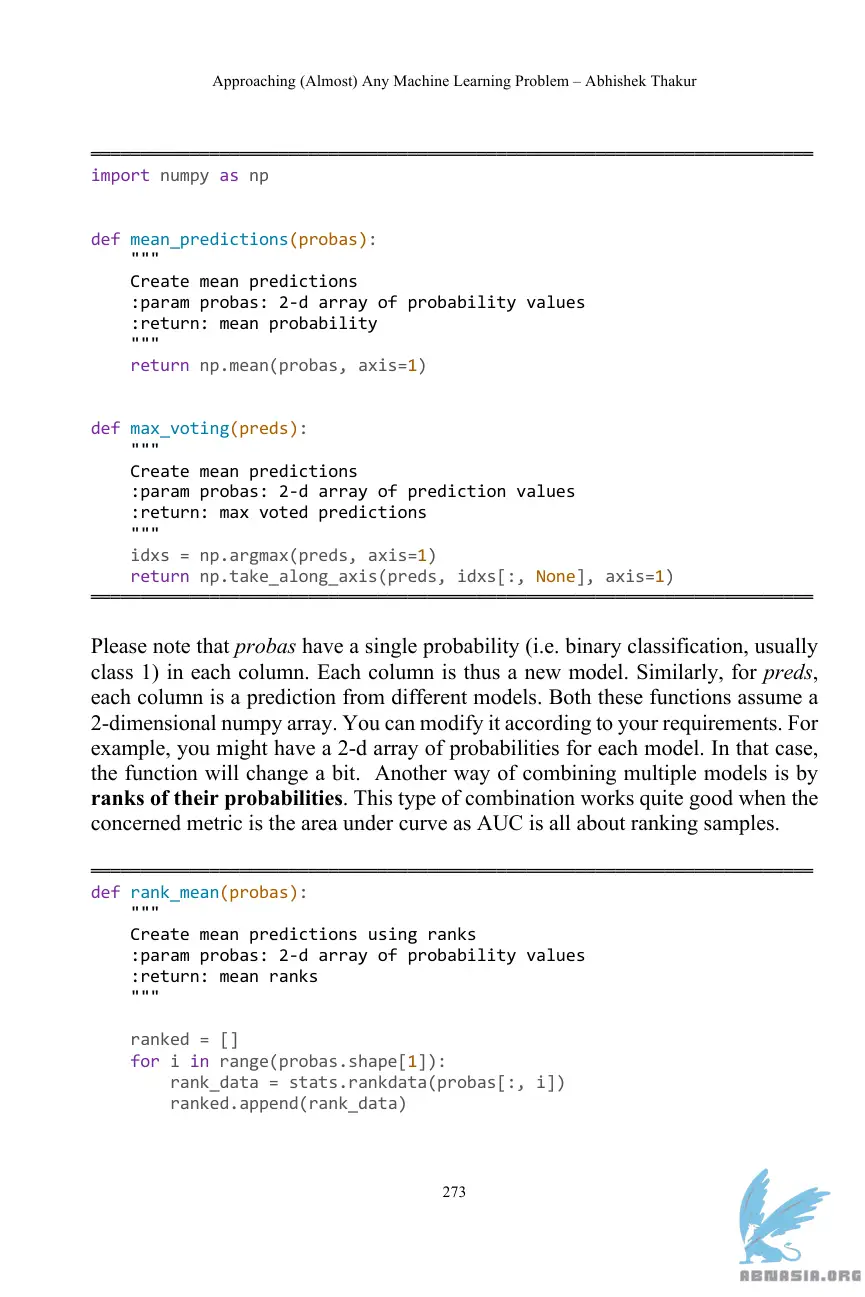 Approaching (Almost) Any Machine Learning Problem – Abhishek Thakur
import numpy as np
def mean_predictions(probas):
    """
    Create mean predictions
    :param probas: 2-d array of probability values
    :return: mean probability
    """
    return np.mean(probas, axis=1)
def max_voting(preds):
    """
    Create mean predictions
    :param probas: 2-d array of prediction values
    :return: max voted predictions
    """
    idxs = np.argmax(preds, axis=1)
    return np.take_along_axis(preds, idxs[:, None], axis=1)
Please note that probas have a single probability (i.e. binary classification, usually
class 1) in each column. Each column is thus a new model. Similarly, for preds,
each column is a prediction from different models. Both these functions assume a
2-dimensional numpy array. You can modify it according to your requirements. For
example, you might have a 2-d array of probabilities for each model. In that case,
the function will change a bit.  Another way of combining multiple models is by
ranks of their probabilities. This type of combination works quite good when the
concerned metric is the area under curve as AUC is all about ranking samples.
def rank_mean(probas):
    """
    Create mean predictions using ranks
    :param probas: 2-d array of probability values
    :return: mean ranks
    """
    ranked = []
    for i in range(probas.shape[1]):
        rank_data = stats.rankdata(probas[:, i])
        ranked.append(rank_data)
273
ABNASIA.ORG